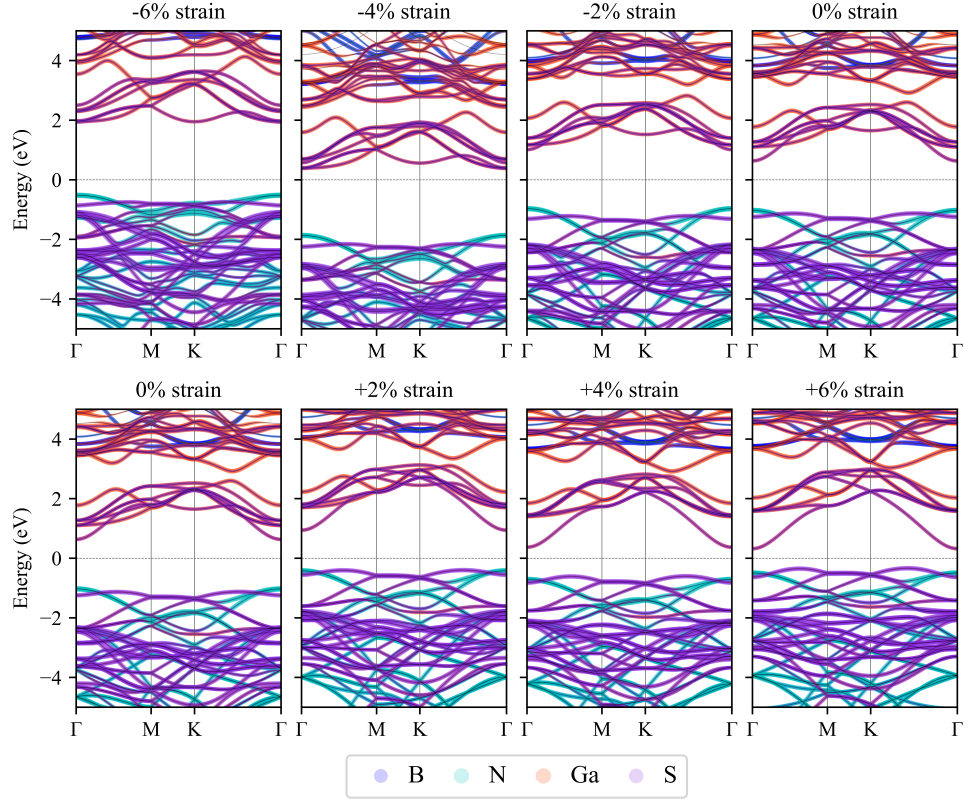 -6% strain
-4% strain
-2% strain
0% strain
Energy (eV)
4
2
0
−2
−4
Γ M K Γ
Γ M K Γ
Γ M K Γ
Γ M K Γ
0% strain
+2% strain
+4% strain
+6% strain
Energy (eV)
4
2
0
−2
−4
Γ M K Γ
Γ M K Γ
Γ M K Γ
Γ M K Γ
B N Ga S